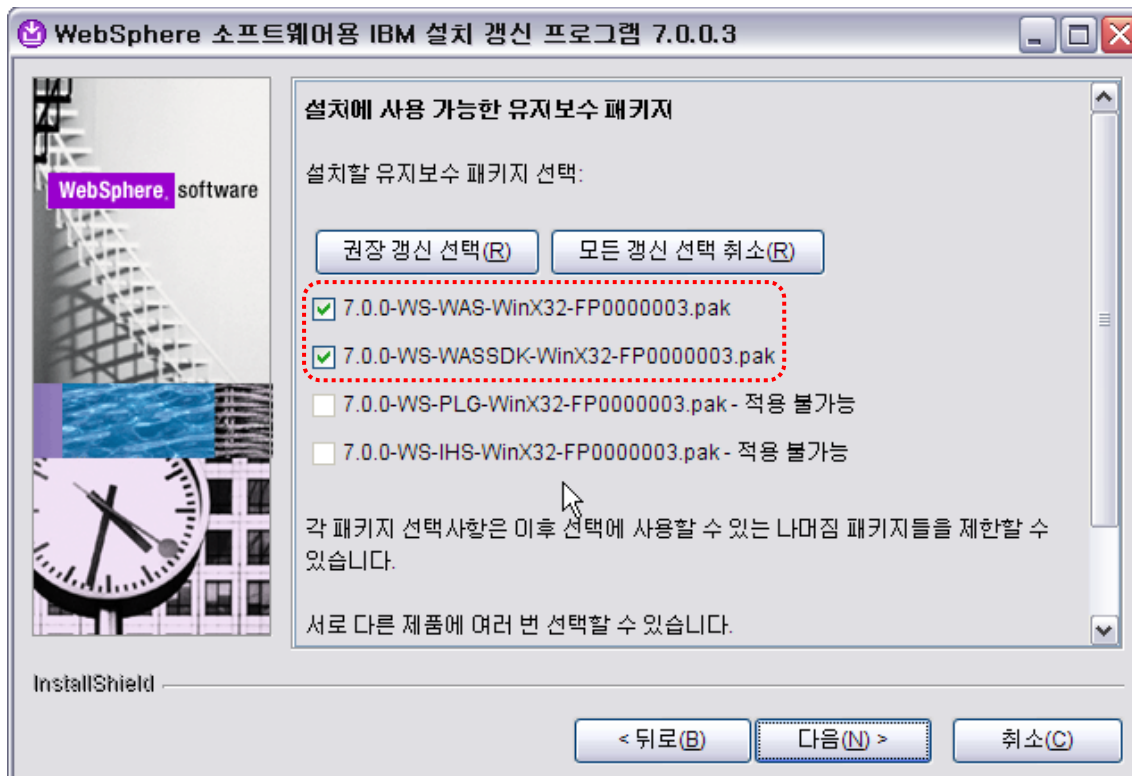 WebSphere 소프트웨어용 IBM 설치 갱신 프로그램 7.0.0.3
WebSphere. software
설치에 사용 가능한 유지보수 패키지
설치할 유지보수 패키지 선택:
권장 갱신 선택(R) 모든 갱신 선택 취소(R)
7.0.0-WS-WAS-WinX32-FP0000003.pak
7.0.0-WS-WASSDK-WinX32-FP0000003.pak
7.0.0-WS-PLG-WinX32-FP0000003.pak - 적용 불가능
7.0.0-WS-IHS-WinX32-FP0000003.pak - 적용 불가능
각 패키지 선택사항은 이후 선택에 사용할 수 있는 나머짐 패키지들을 제한할 수
있습니다.
서로 다른 제품에 여러 번 선택할 수 있습니다.
InstallShield
< 뒤로(B) 다음(N) > 취소(C)